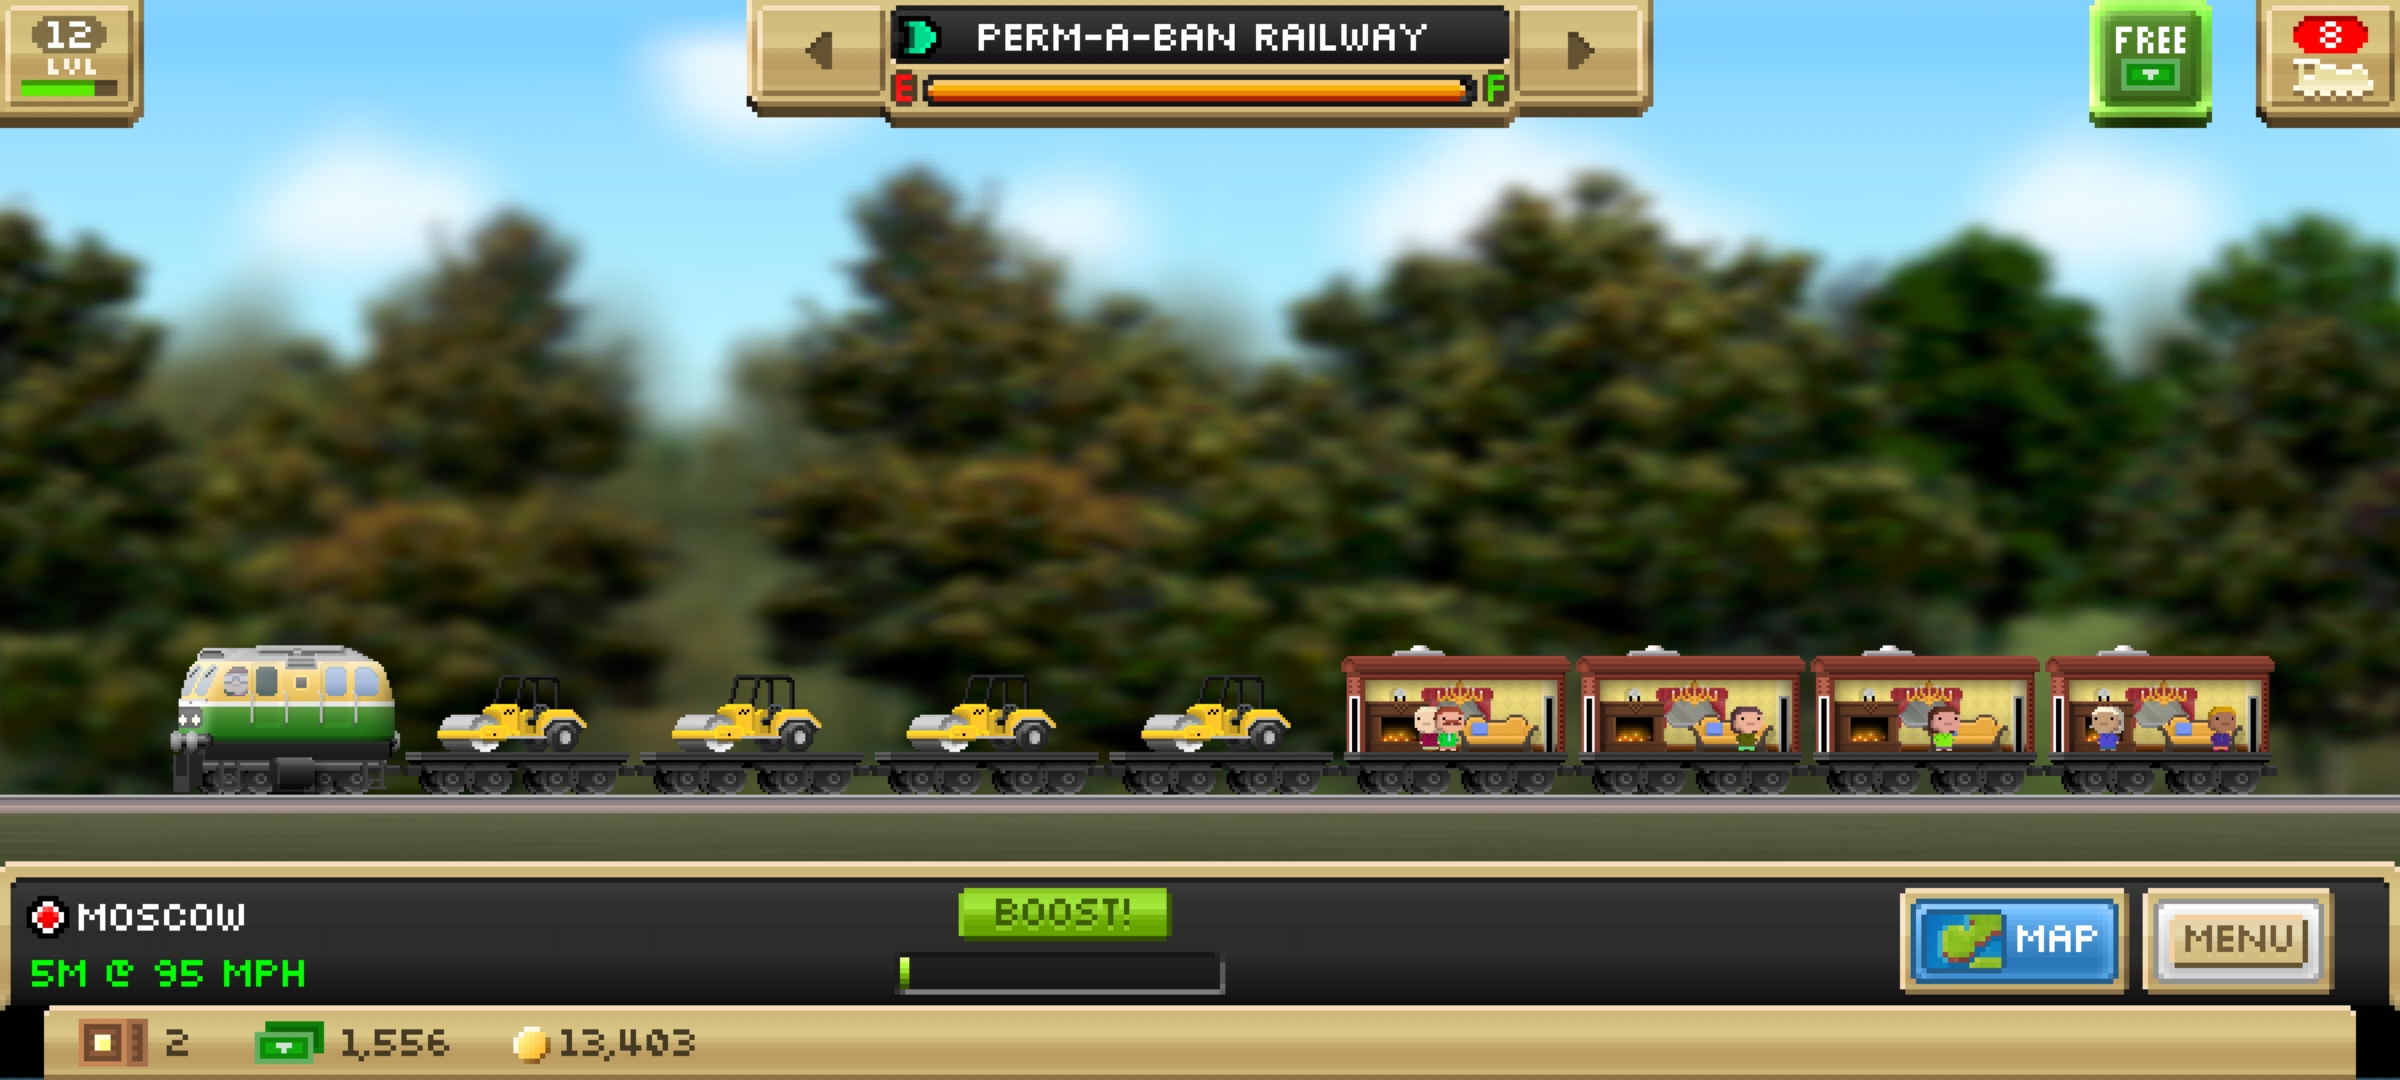 12
LVL
PERM-A-BAN RAILWAY
E F
FREE
8
MOSCOW
5M @ 95 MPH
BOOST!
MAP
MENU
2
1,556
13,403